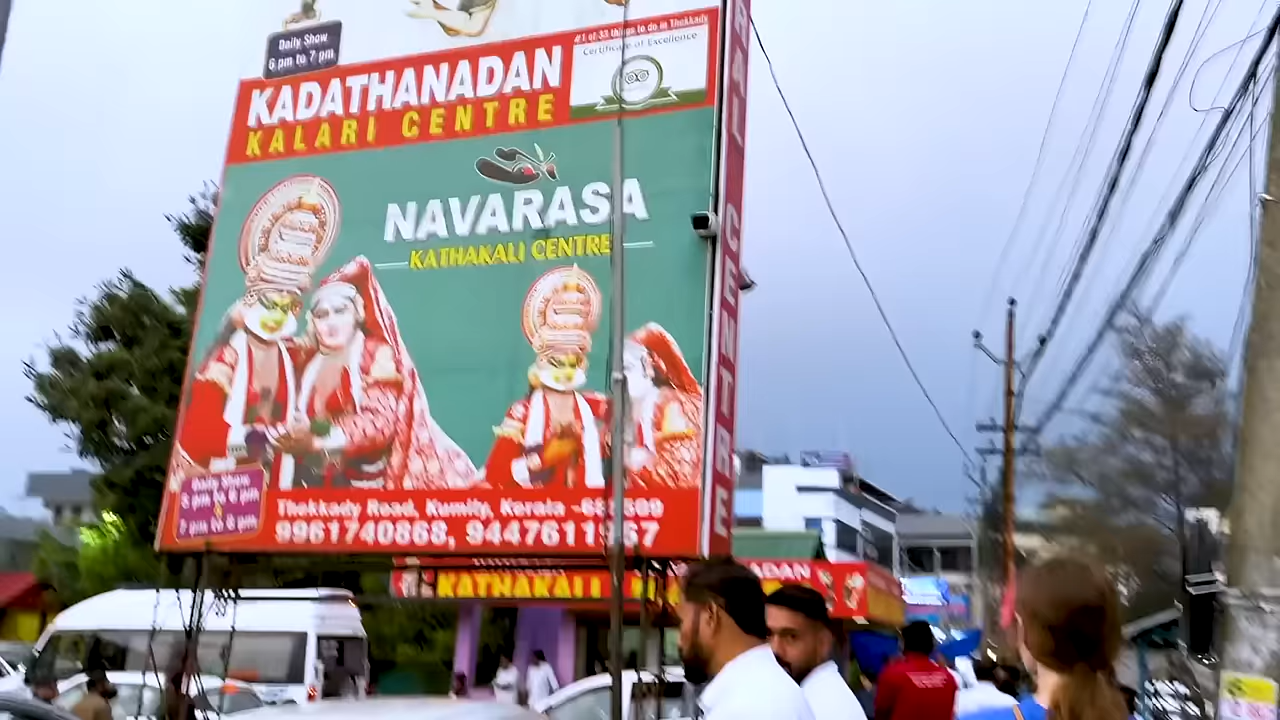 Daily Show
6 pm to 7 pm
#1 of 33 things to do in Thekkady
Certificate of Excellence
KADATHANADAN
KALARI CENTRE
NAVARASA
KATHAKALI CENTRE
Daily Show
5 pm to 6 pm
&
7 pm to 8 pm
Thekkady Road, Kumily, Kerala
9961740868,
RAL CENTRE
KATHAKALI